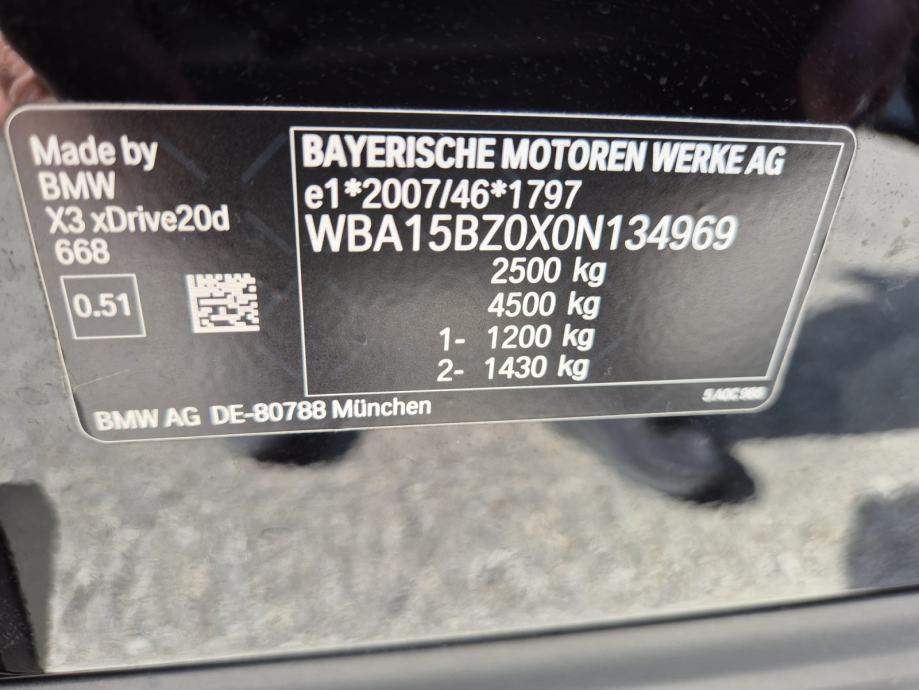 Made by
BMW
X3 xDrive20d
668
0.51
BAYERISCHE MOTOREN WERKE AG
e1*2007/46*1797
WBA15BZ0X0N134969
2500 kg
4500 kg
1- 1200 kg
2- 1430 kg
BMW AG DE-80788 München